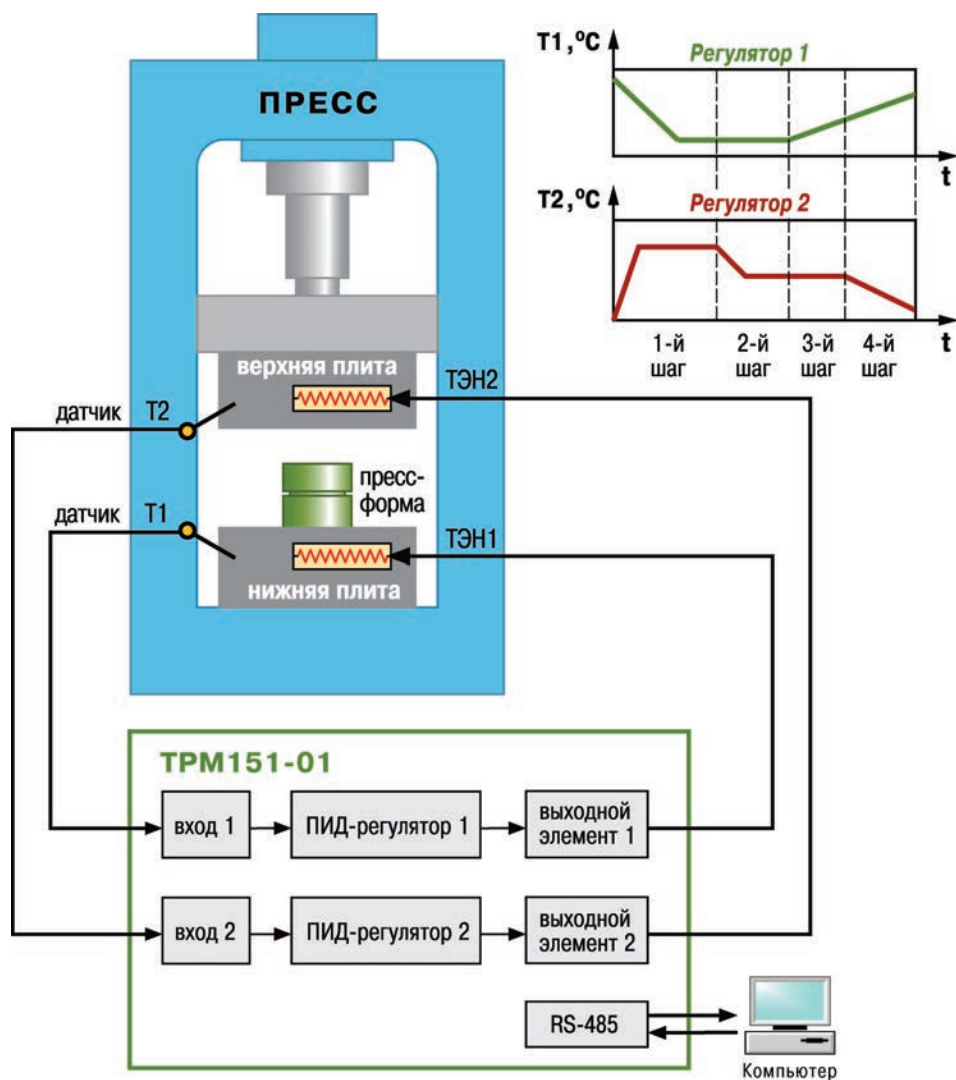 ПРЕСС
T1,°C
Регулятор 1
t
T2,°C
Регулятор 2
t
1-й шаг
2-й шаг
3-й шаг
4-й шаг
верхняя плита
ТЭН2
датчик T2
пресс-
форма
датчик T1
ТЭН1
нижняя плита
ТРМ151-01
вход 1
ПИД-регулятор 1
выходной
элемент 1
вход 2
ПИД-регулятор 2
выходной
элемент 2
RS-485
Компьютер